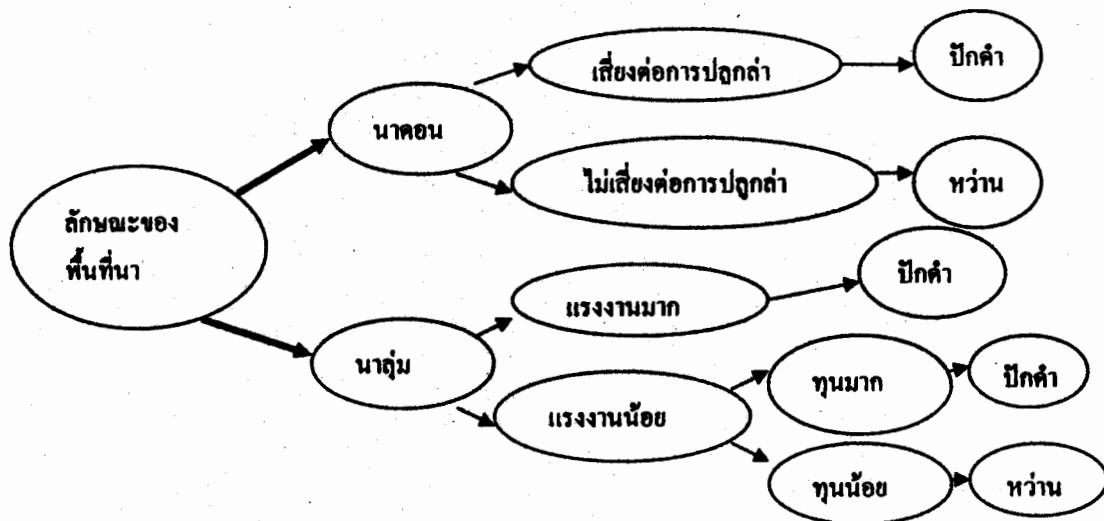 เสี่ยงต่อการปลูกล่า
ปักดำ
นาดอน
ไม่เสี่ยงต่อการปลูกล่า
หว่าน
ลักษณะของ
พื้นที่นา
แรงงานมาก
ปักดำ
นาลุ่ม
แรงงานน้อย
ทุนมาก
ปักดำ
ทุนน้อย
หว่าน